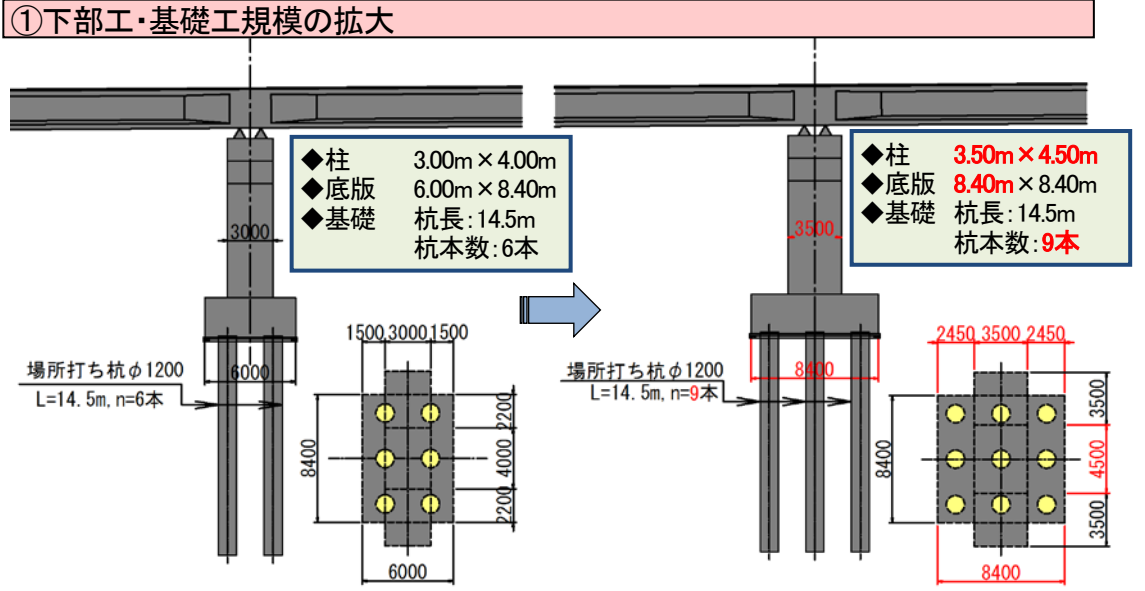 ①下部工・基礎工規模の拡大
◆柱 3.00m×4.00m
◆底版 6.00m×8.40m
◆基礎 杭長:14.5m
杭本数:6本
3000
1500 3000 1500
6000
場所打ち杭φ1200
L=14.5m,n=6本
8400
2200
4000
2200
6000
◆柱 3.50m×4.50m
◆底版 8.40m×8.40m
◆基礎 杭長:14.5m
杭本数:9本
3500
2450 3500 2450
8400
場所打ち杭φ1200
L=14.5m,n=9本
8400
3500
4500
3500
8400